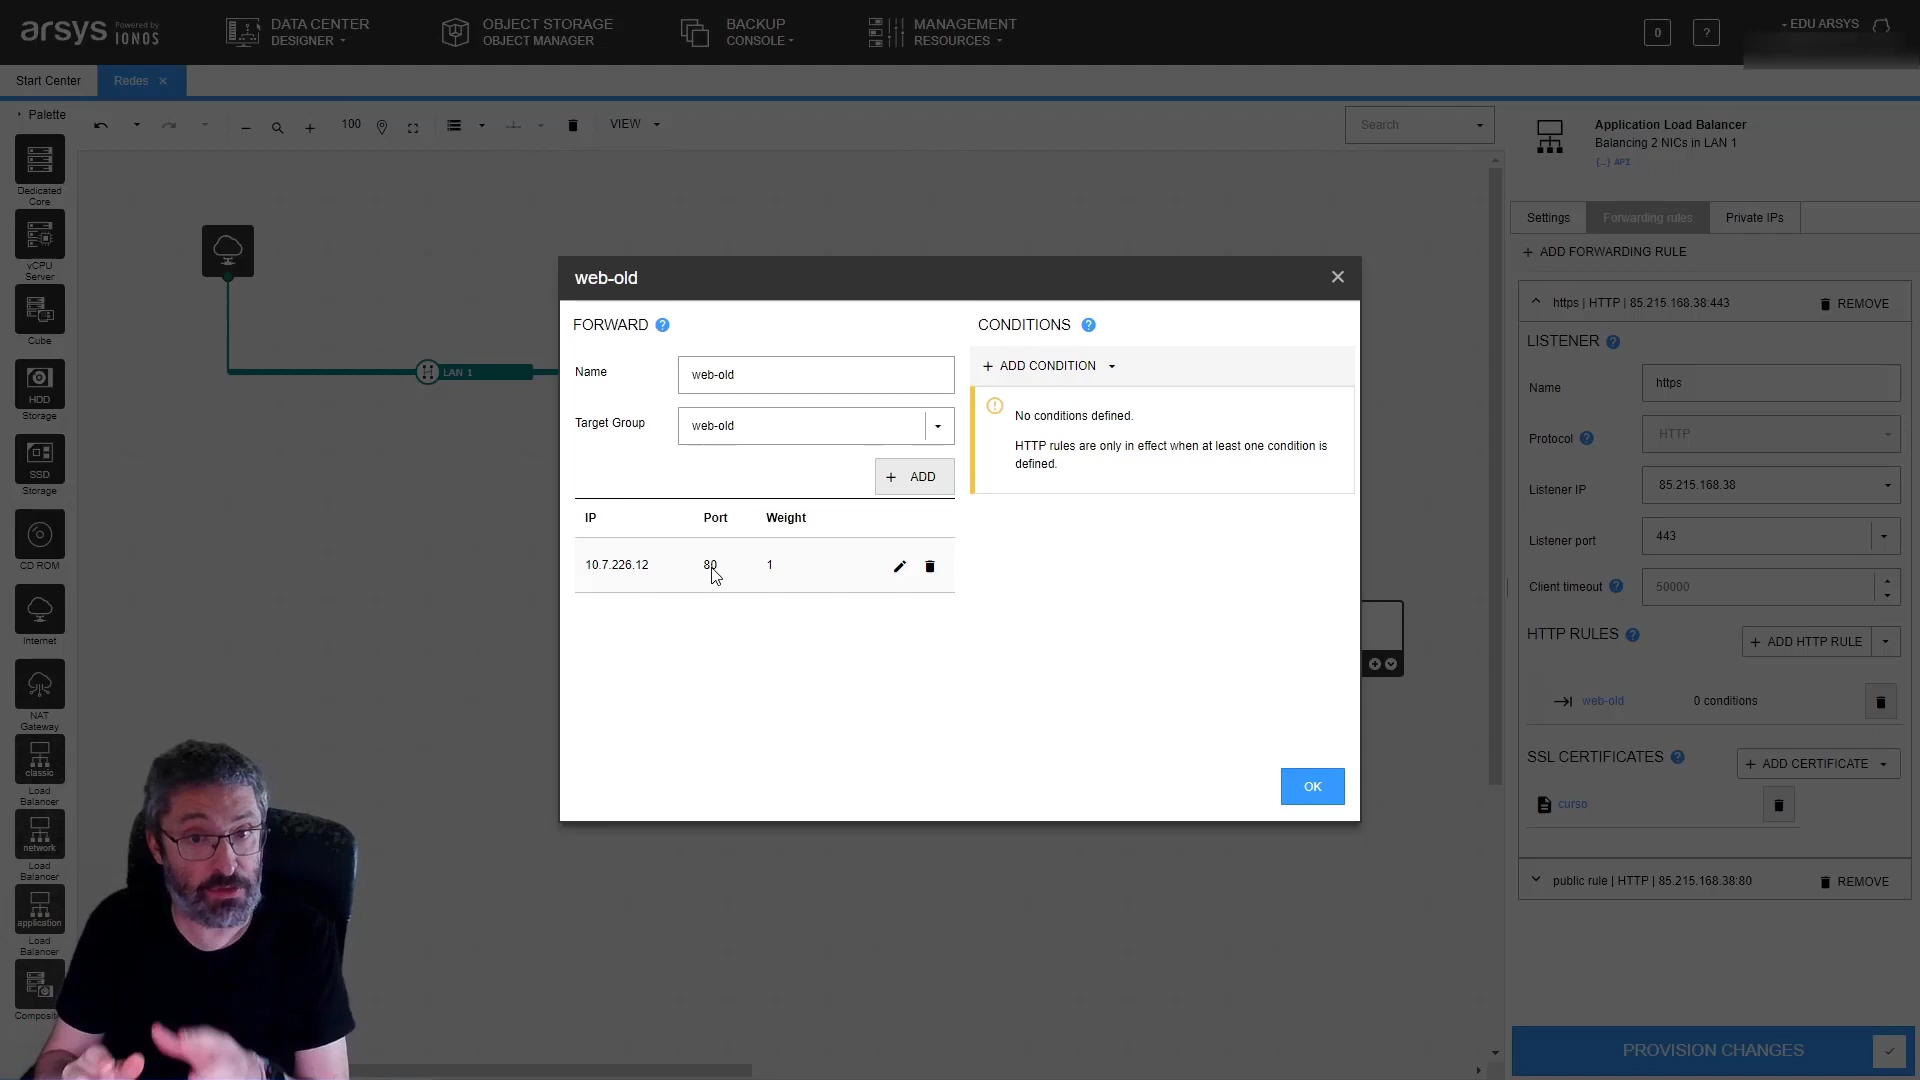 arsys Powered by IONOS
DATA CENTER
DESIGNER
OBJECT STORAGE
OBJECT MANAGER
BACKUP
CONSOLE
MANAGEMENT
RESOURCES
0
?
- EDU ARSYS
Start Center
Redes ×
Palette
100
VIEW
Search
Dedicated
Core
vCPU
Server
Cube
HDD
Storage
SSD
Storage
CD ROM
Internet
NAT
Gateway
classic
Load
Balancer
network
Load
Balancer
application
Load
Balancer
LAN 1
web-old
FORWARD ?
Name web-old
Target Group web-old
+ ADD
IP Port Weight
10.7.226.12 80 1
CONDITIONS ?
+ ADD CONDITION
No conditions defined.
HTTP rules are only in effect when at least one condition is
defined.
OK
Application Load Balancer
Balancing 2 NICs in LAN 1
{...} API
Settings Forwarding rules Private IPs
+ ADD FORWARDING RULE
https | HTTP | 85.215.168.38:443 REMOVE
LISTENER ?
Name https
Protocol ? HTTP
Listener IP 85.215.168.38
Listener port 443
Client timeout ? 50000
HTTP RULES ? + ADD HTTP RULE
web-old 0 conditions
SSL CERTIFICATES ? + ADD CERTIFICATE
curso
public rule | HTTP | 85.215.168.38:80 REMOVE
PROVISION CHANGES